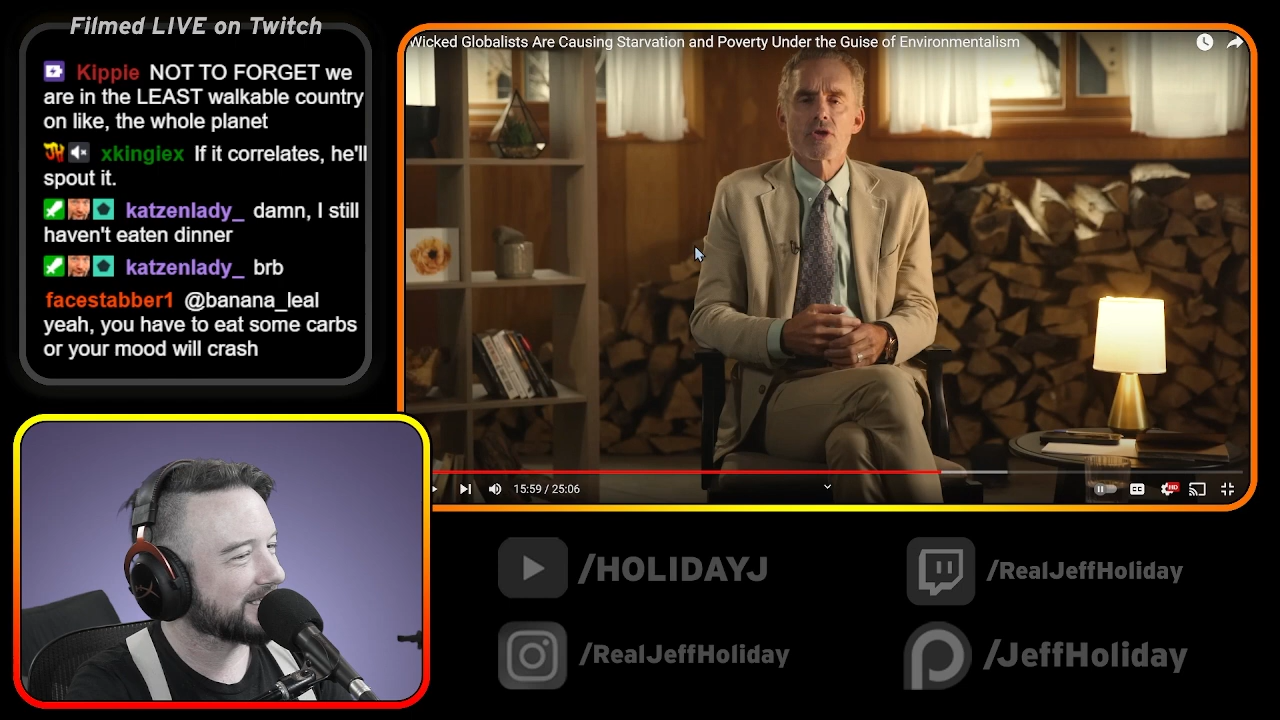 Filmed LIVE on Twitch
Kippie NOT TO FORGET we
are in the LEAST walkable country
on like, the whole planet
xkingiex If it correlates, he'll
spout it.
katzenlady_ damn, I still
haven't eaten dinner
katzenlady_ brb
facestabber1 @banana_leal
yeah, you have to eat some carbs
or your mood will crash
Wicked Globalists Are Causing Starvation and Poverty Under the Guise of Environmentalism
15:59 / 25:06
CC
HD
/HOLIDAYJ
/RealJeffHoliday
/RealJeffHoliday
/JeffHoliday